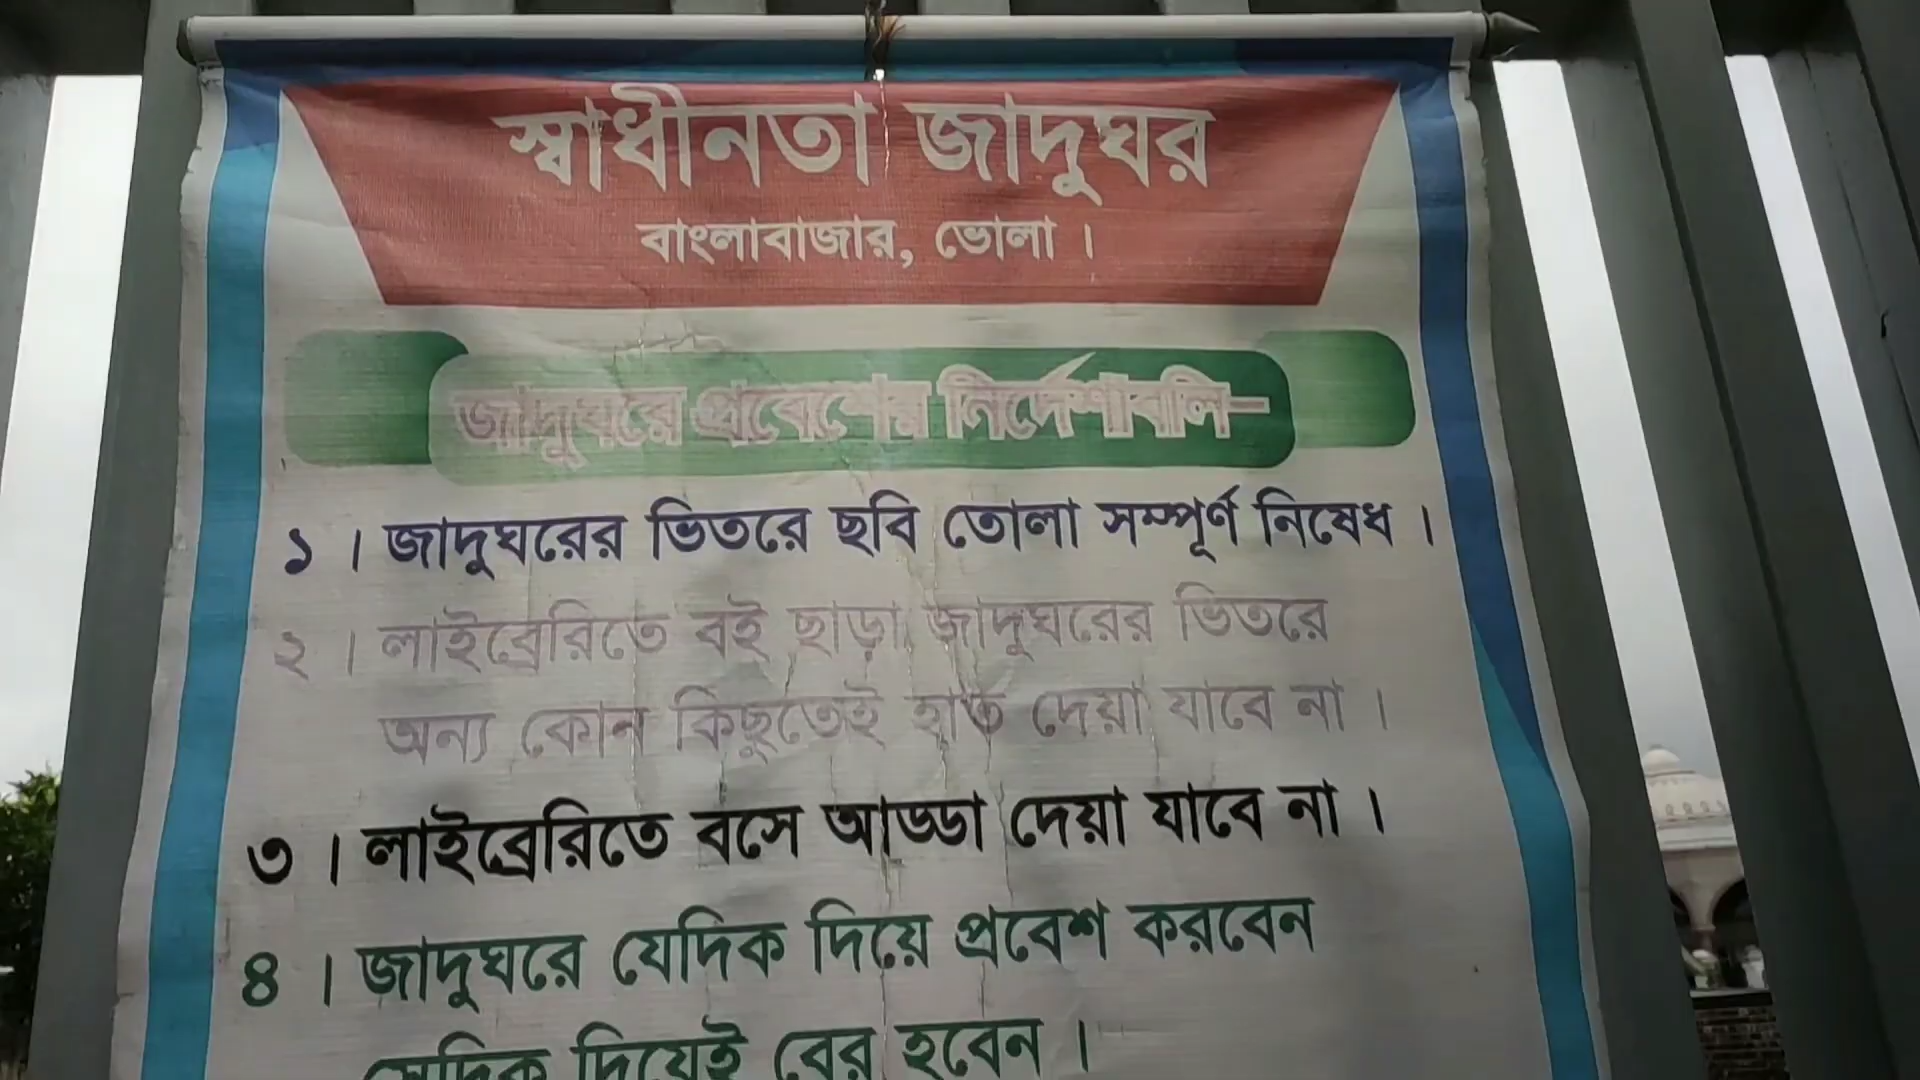 স্বাধীনতা জাদুঘর
বাংলাবাজার, ভোলা ।
জাদুঘরে প্রবেশের নির্দেশাবলি-
১ । জাদুঘরের ভিতরে ছবি তোলা সম্পূর্ণ নিষেধ ।
২ । লাইব্রেরিতে বই ছাড়া জাদুঘরের ভিতরে
অন্য কোন কিছুতেই হাত দেয়া যাবে না ।
৩ । লাইব্রেরিতে বসে আড্ডা দেয়া যাবে না ।
৪ । জাদুঘরে যেদিক দিয়ে প্রবেশ করবেন
সেদিক দিয়েই বের হবেন ।